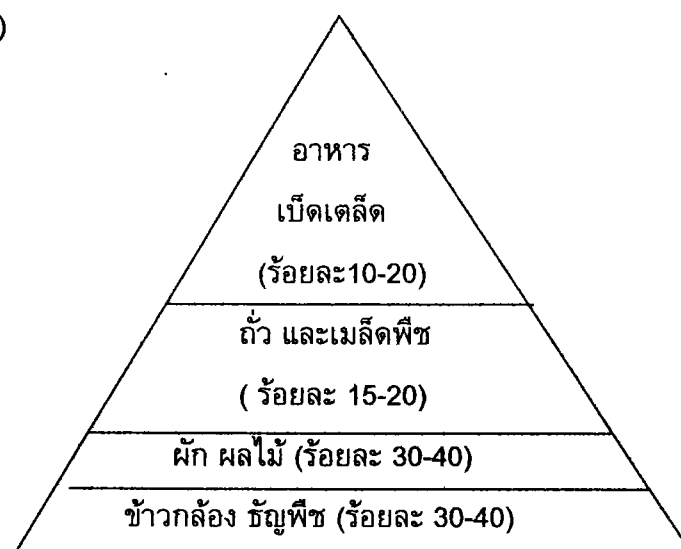 )
อาหาร
เบ็ดเตล็ด
(ร้อยละ10-20)
ถั่ว และเมล็ดพืช
( ร้อยละ 15-20)
ผัก ผลไม้ (ร้อยละ 30-40)
ข้าวกล้อง ธัญพืช (ร้อยละ 30-40)